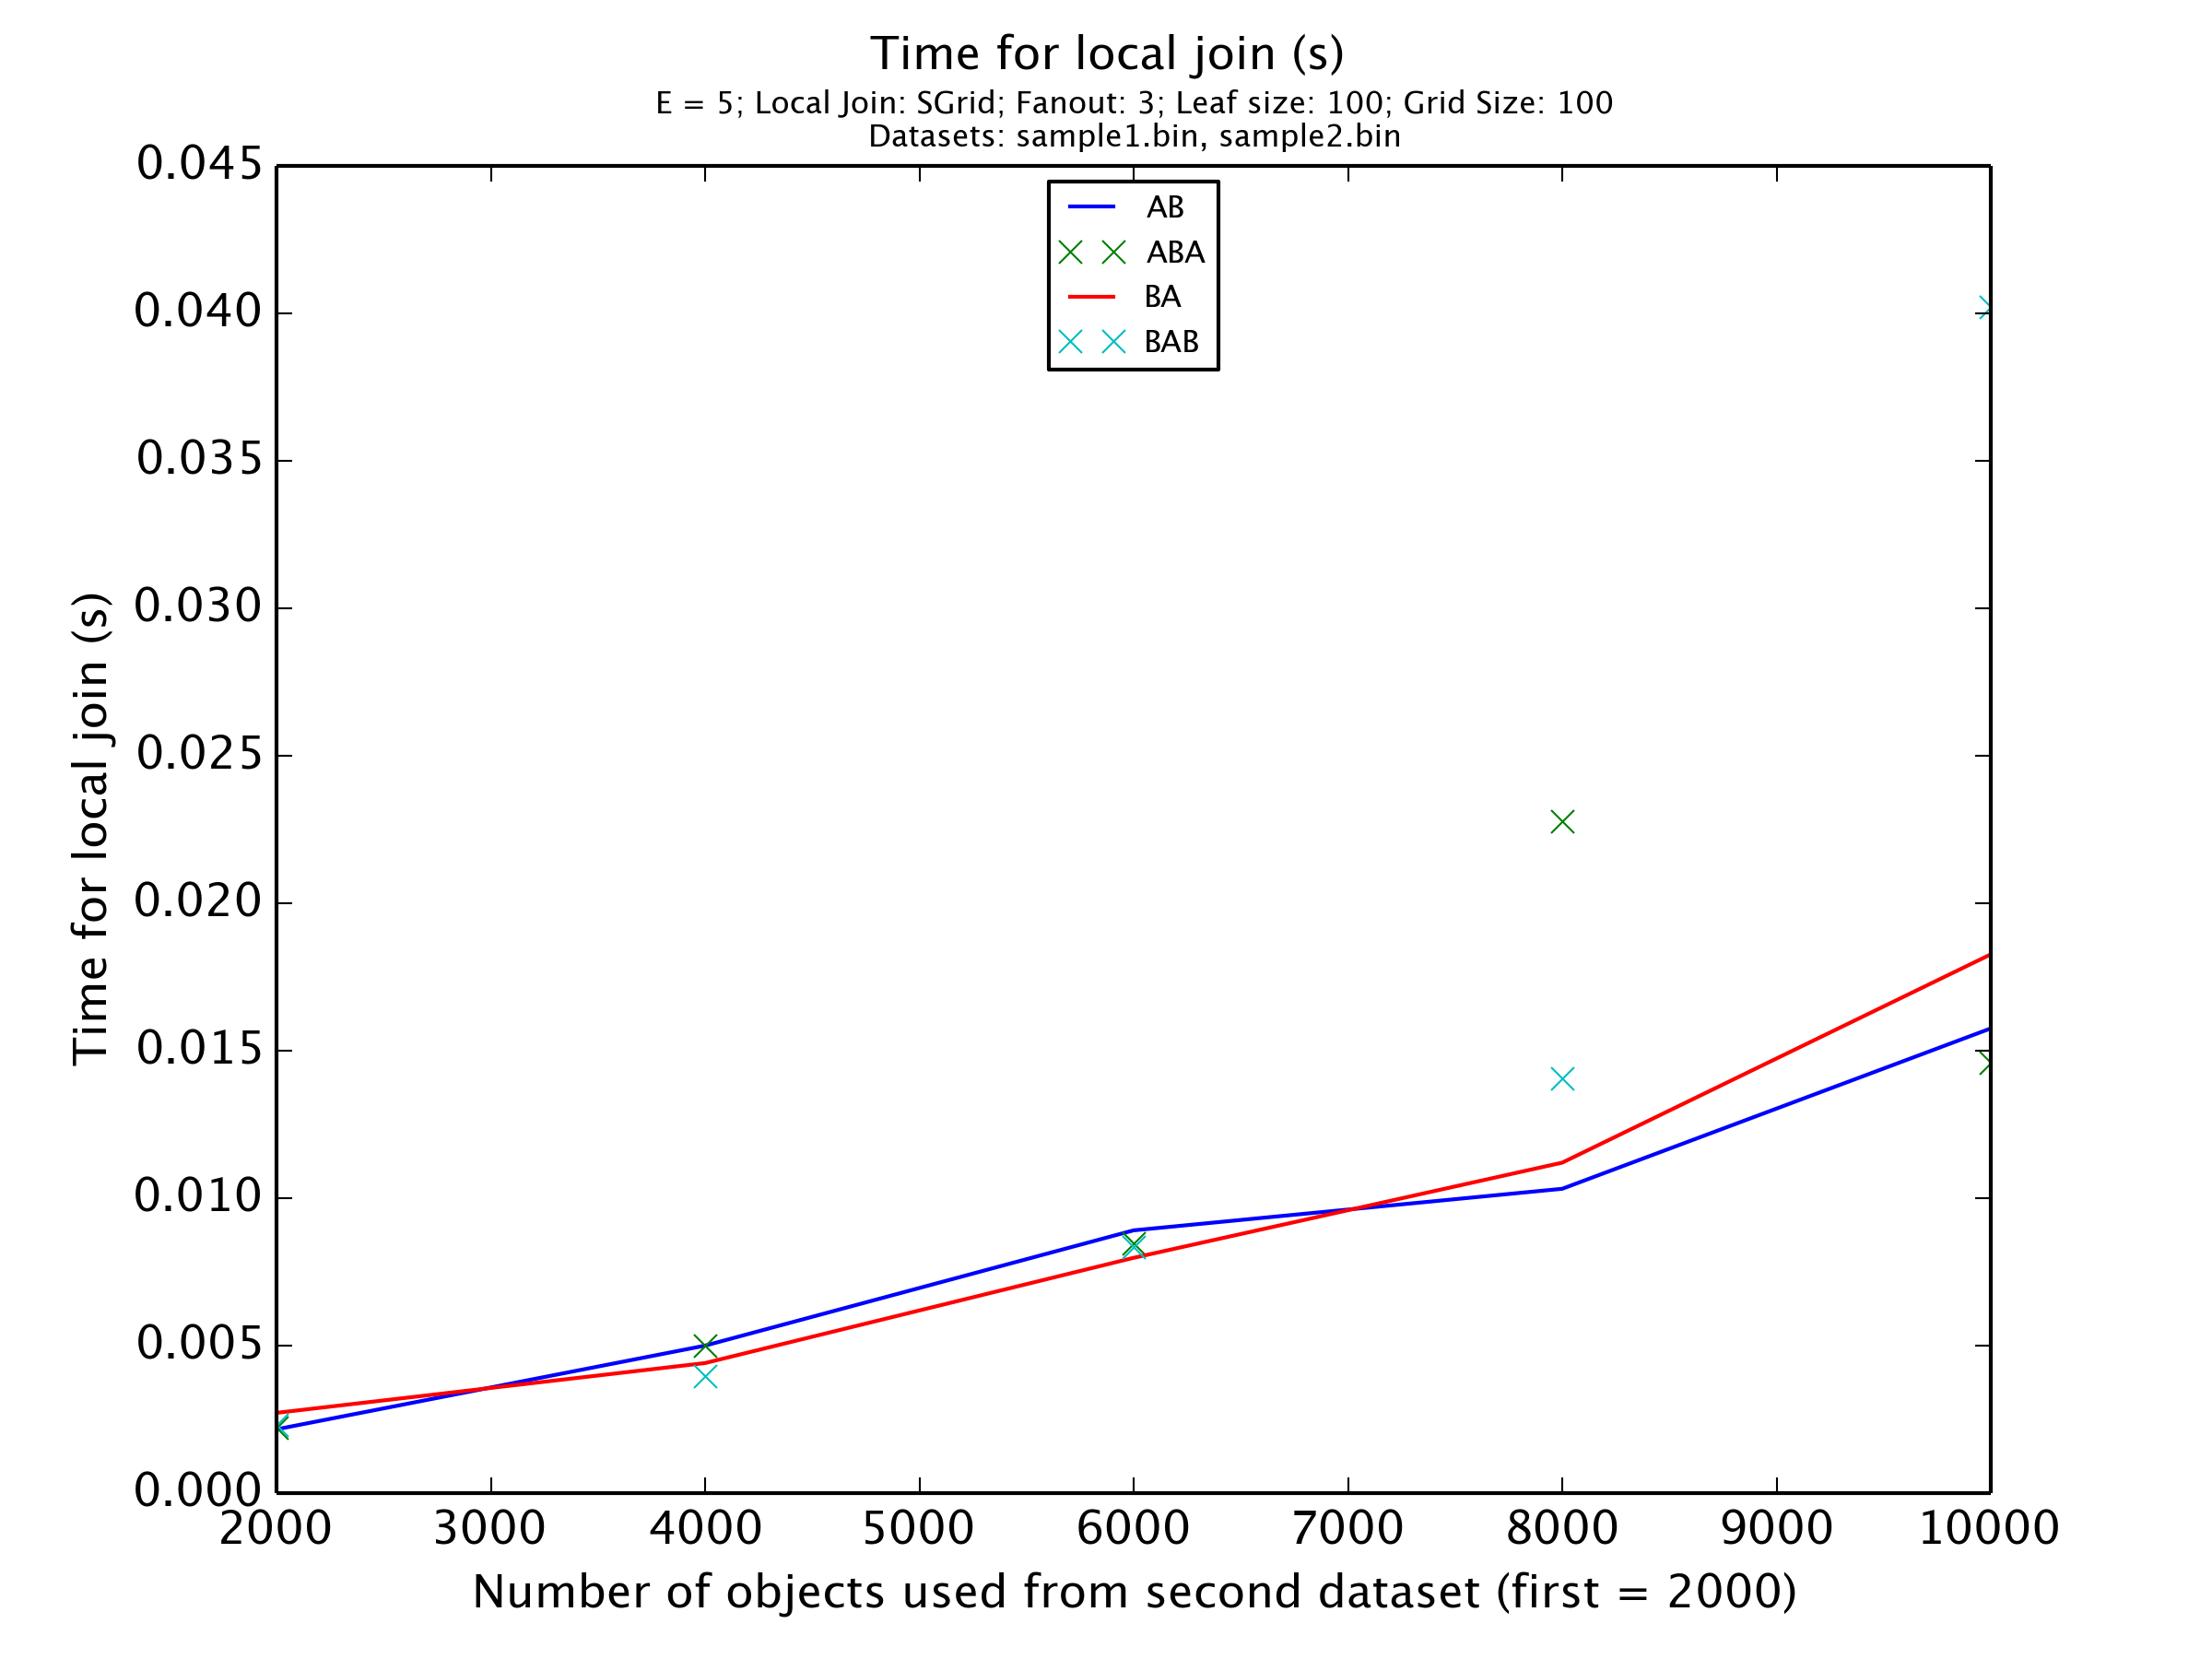 Time for local join (s)
E = 5; Local Join: SGrid; Fanout: 3; Leaf size: 100; Grid Size: 100
Datasets: sample1.bin, sample2.bin
AB
ABA
BA
BAB
0.045
0.040
0.035
0.030
0.025
0.020
0.015
0.010
0.005
0.000
Time for local join (s)
2000 3000 4000 5000 6000 7000 8000 9000 10000
Number of objects used from second dataset (first = 2000)